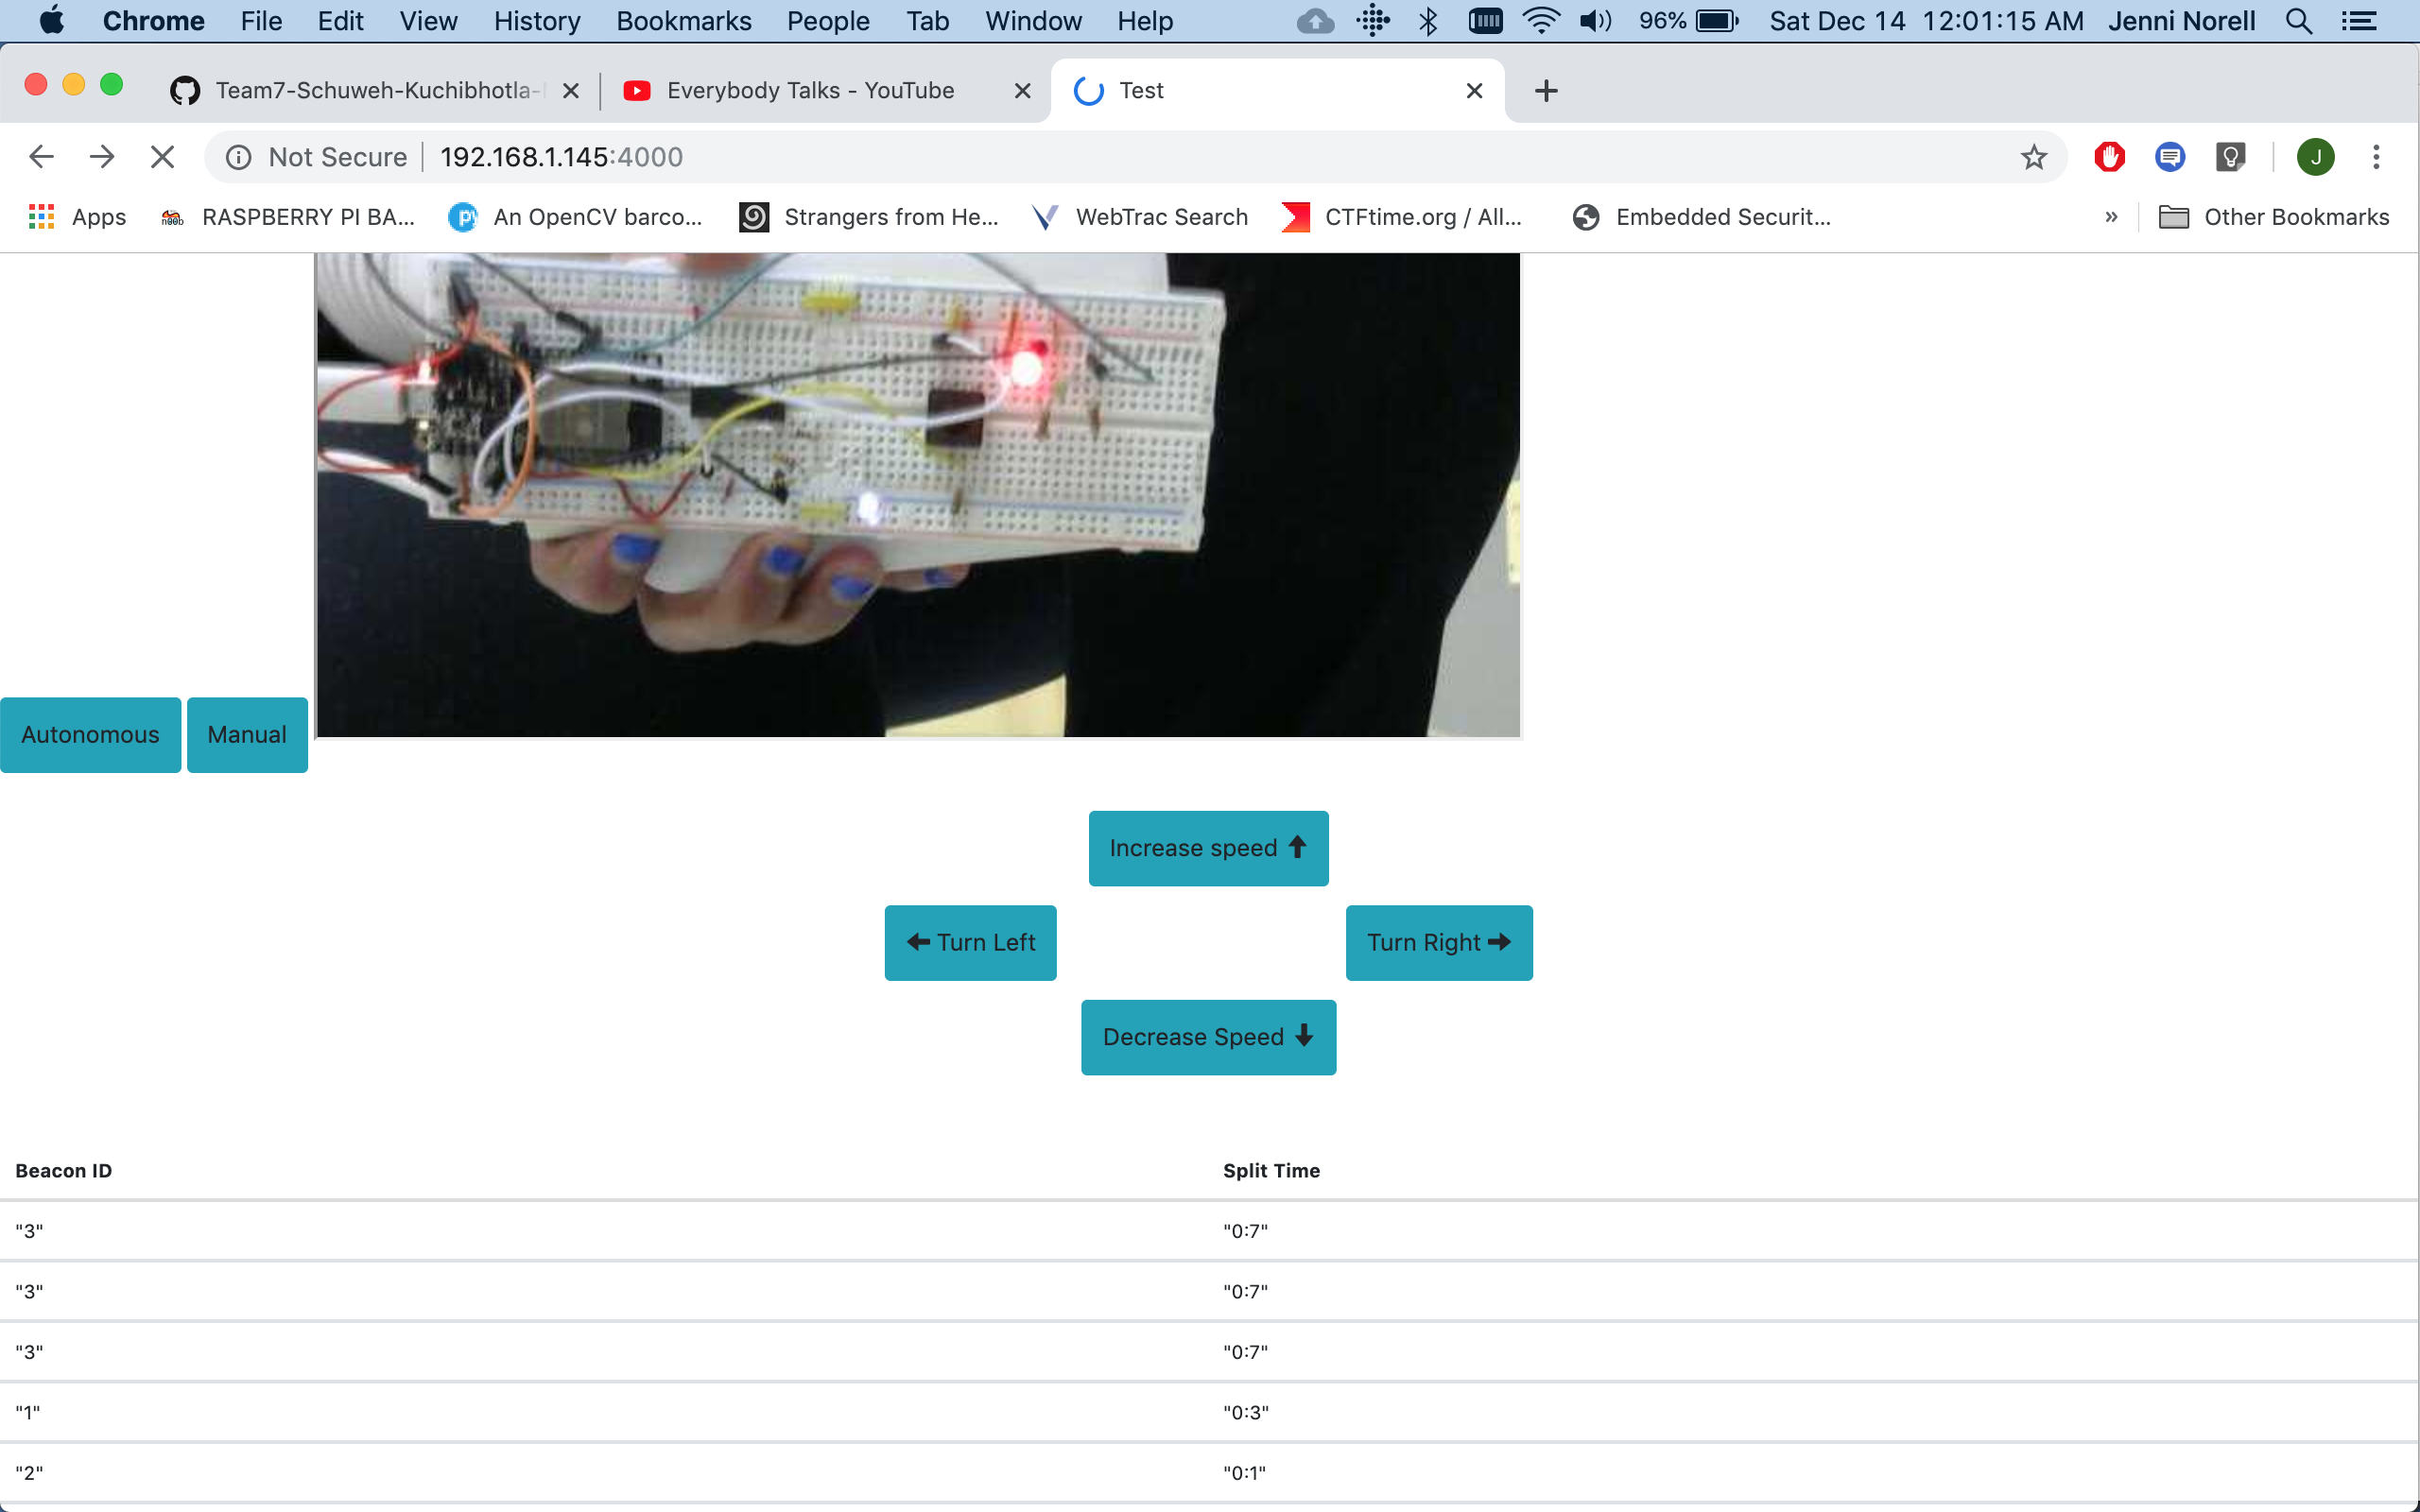 Chrome File Edit View History Bookmarks People Tab Window Help 96% Sat Dec 14 12:01:15 AM Jenni Norell
Team7-Schuweh-Kuchibhotla- Everybody Talks - YouTube Test
Not Secure 192.168.1.145:4000 J
Apps n00b RASPBERRY PI BA... py An OpenCV barco... Strangers from He... WebTrac Search CTFtime.org / All... Embedded Securit... » Other Bookmarks
Autonomous Manual
Increase speed
Turn Left Turn Right
Decrease Speed
Beacon ID Split Time
"3" "0:7"
"3" "0:7"
"3" "0:7"
"1" "0:3"
"2" "0:1"